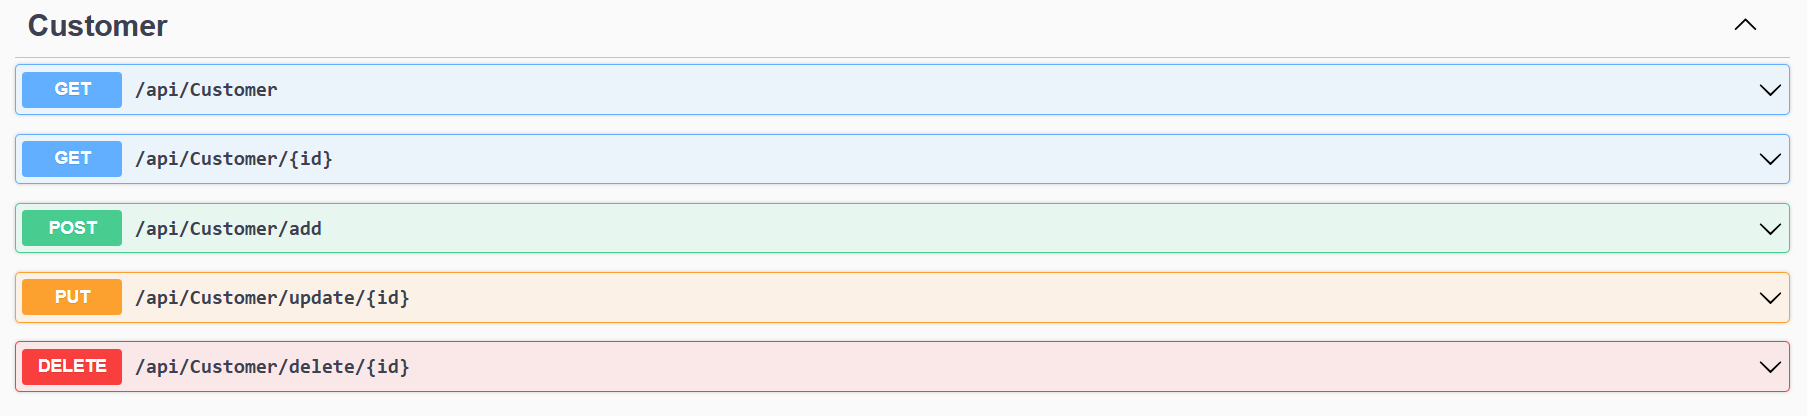 Customer
GET /api/Customer
GET /api/Customer/{id}
POST /api/Customer/add
PUT /api/Customer/update/{id}
DELETE /api/Customer/delete/{id}